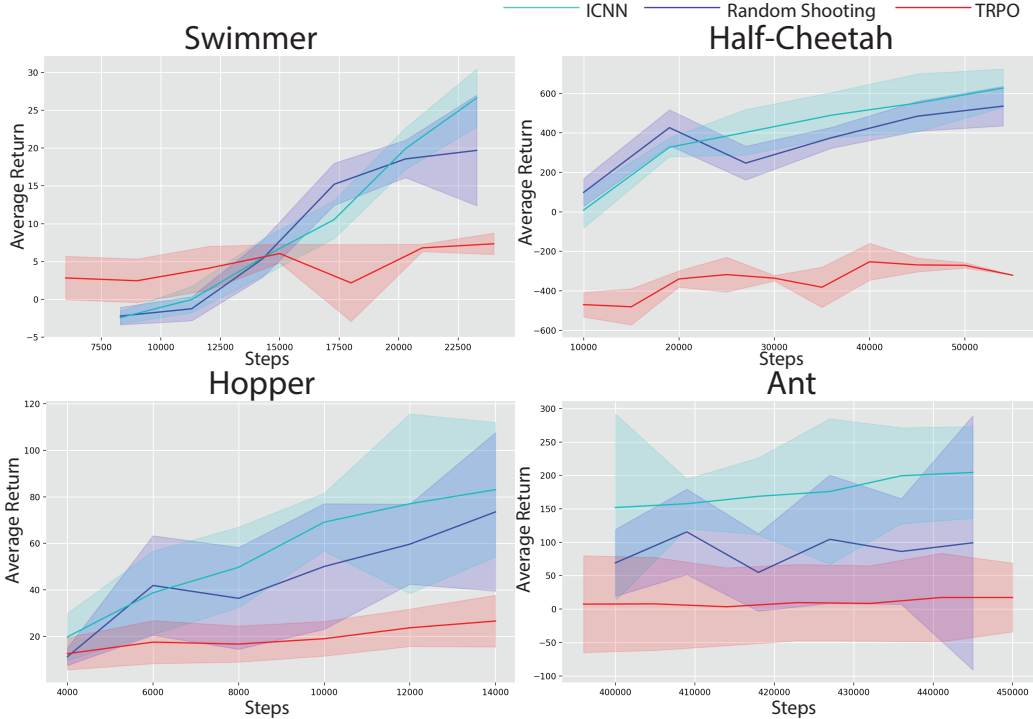 ICNN Random Shooting TRPO
Swimmer
Half-Cheetah
Average Return
30
25
20
15
10
5
0
−5
7500 10000 12500 15000 17500 20000 22500
Steps
Average Return
600
400
200
0
−200
−400
−600
10000 20000 30000 40000 50000
Steps
Hopper
Ant
Average Return
120
100
80
60
40
20
4000 6000 8000 10000 12000 14000
Steps
Average Return
300
250
200
150
100
50
0
−50
−100
400000 410000 420000 430000 440000 450000
Steps